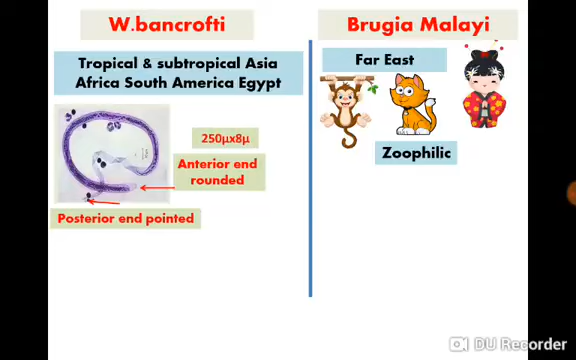 W.bancrofti
Tropical & subtropical Asia
Africa South America Egypt
250µx8µ
Anterior end
rounded
Posterior end pointed
Brugia Malayi
Far East
Zoophilic
DU Recorder